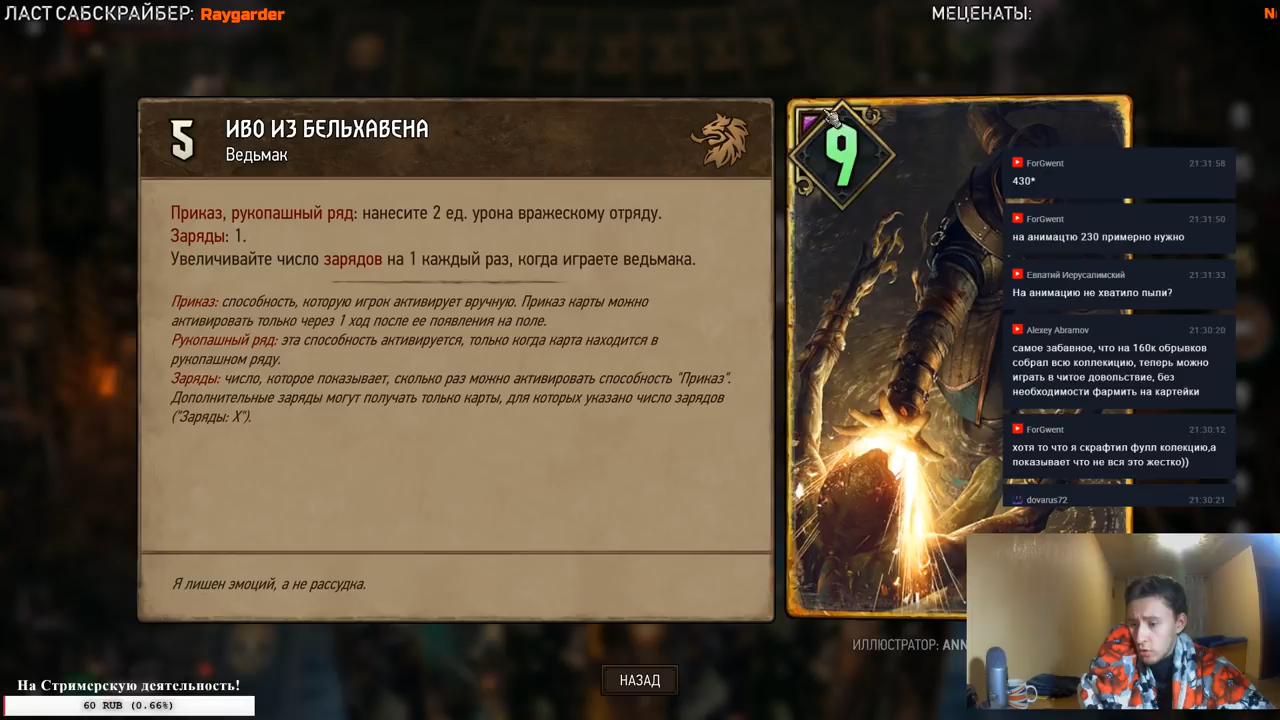 ЛАСТ САБСКРАЙБЕР: Raygarder
МЕЦЕНАТЫ:
N
5
ИВО ИЗ БЕЛЬХАВЕНА
Ведьмак
Приказ, рукопашный ряд: нанесите 2 ед. урона вражескому отряду.
Заряды: 1.
Увеличивайте число зарядов на 1 каждый раз, когда играете ведьмака.
Приказ: способность, которую игрок активирует вручную. Приказ карты можно
активировать только через 1 ход после ее появления на поле.
Рукопашный ряд: эта способность активируется, только когда карта находится в
рукопашном ряду.
Заряды: число, которое показывает, сколько раз можно активировать способность "Приказ".
Дополнительные заряды могут получать только карты, для которых указано число зарядов
("Заряды: X").
Я лишен эмоций, а не рассудка.
9
ForGwent 21:31:58
430*
ForGwent 21:31:50
на анимацтю 230 примерно нужно
Евпатий Иерусалимский 21:31:33
На анимацию не хватило пыли?
Alexey Abramov 21:30:20
самое забавное, что на 160к обрывков
собрал всю коллекицию, теперь можно
играть в читое довольствие, без
необходимости фармить на картейки
ForGwent 21:30:12
хотя то что я скрафтил фулл колекцию,а
показывает что не вся это жестко))
dovarus72 21:30:21
ИЛЛЮСТРАТОР: ANN
НАЗАД
На Стримерскую деятельность!
60 RUB (0.66%)